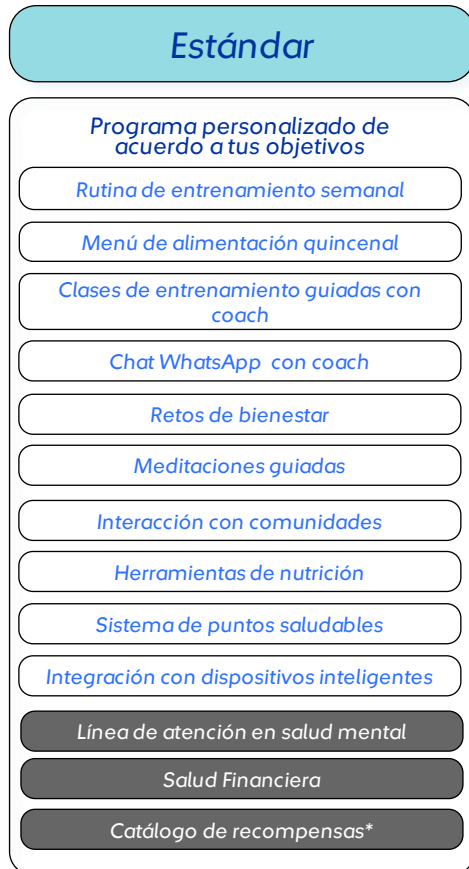 Estándar
Programa personalizado de
acuerdo a tus objetivos
Rutina de entrenamiento semanal
Menú de alimentación quincenal
Clases de entrenamiento guiadas con
coach
Chat WhatsApp con coach
Retos de bienestar
Meditaciones guiadas
Interacción con comunidades
Herramientas de nutrición
Sistema de puntos saludables
Integración con dispositivos inteligentes
Línea de atención en salud mental
Salud Financiera
Catálogo de recompensas*